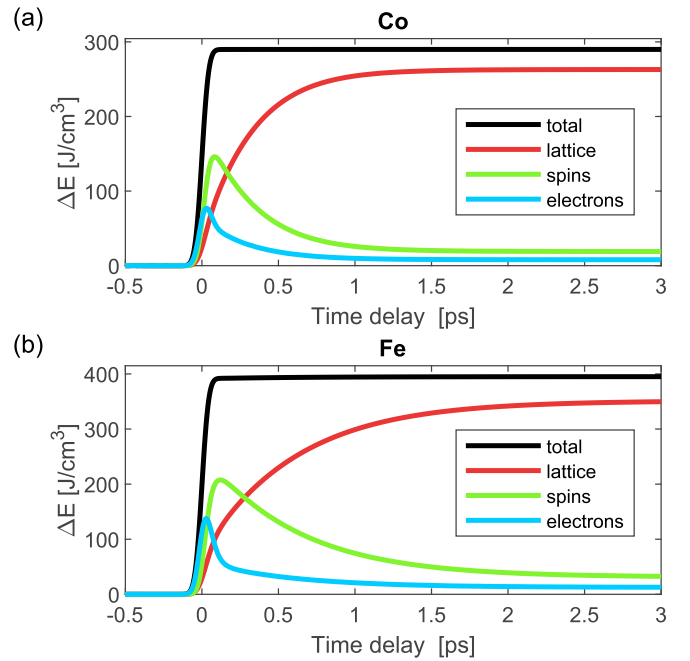 (a)
Co
300
200
100
0
ΔE [J/cm³]
total
lattice
spins
electrons
-0.5
0
0.5
1
1.5
2
2.5
3
Time delay [ps]
(b)
Fe
400
300
200
100
0
ΔE [J/cm³]
total
lattice
spins
electrons
-0.5
0
0.5
1
1.5
2
2.5
3
Time delay [ps]